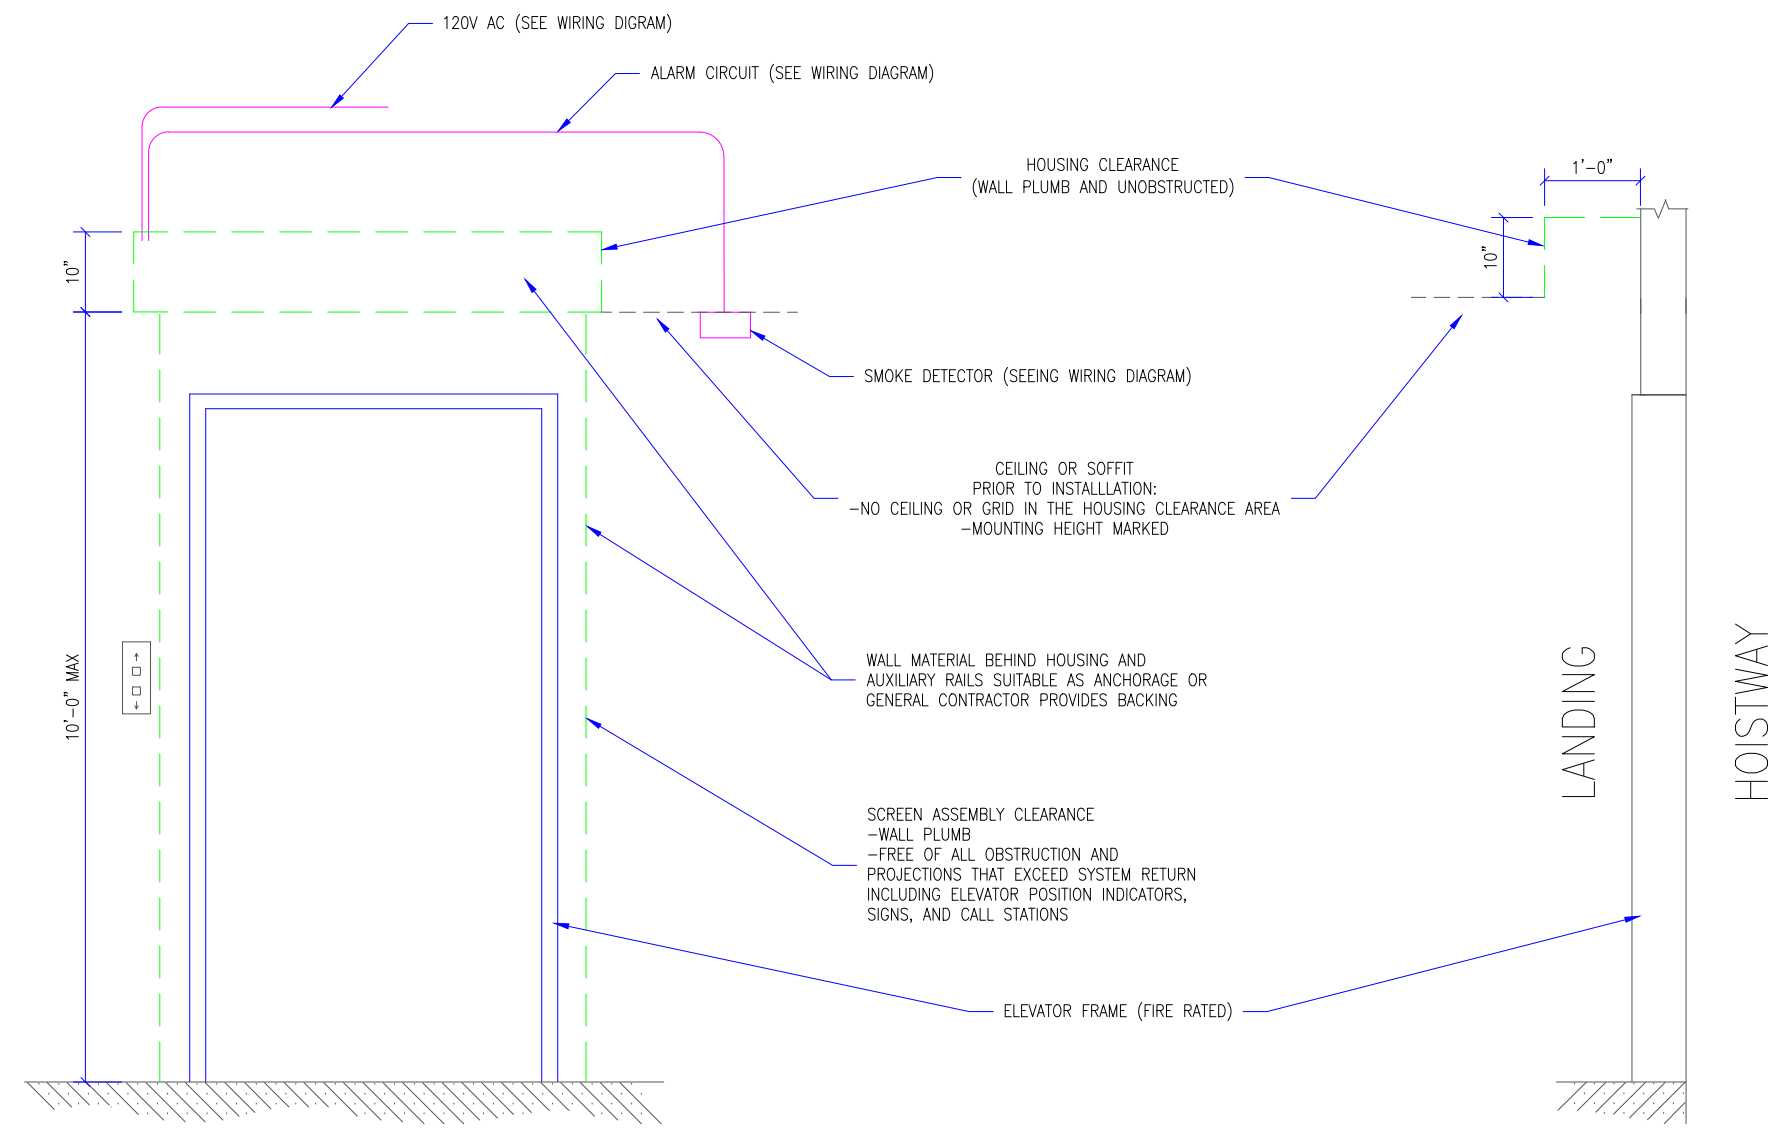 120V AC (SEE WIRING DIGRAM)
ALARM CIRCUIT (SEE WIRING DIAGRAM)
HOUSING CLEARANCE
(WALL PLUMB AND UNOBSTRUCTED)
1'-0"
10"
10"
SMOKE DETECTOR (SEEING WIRING DIAGRAM)
CEILING OR SOFFIT
PRIOR TO INSTALLLATION:
-NO CEILING OR GRID IN THE HOUSING CLEARANCE AREA
-MOUNTING HEIGHT MARKED
10'-0" MAX
WALL MATERIAL BEHIND HOUSING AND
AUXILIARY RAILS SUITABLE AS ANCHORAGE OR
GENERAL CONTRACTOR PROVIDES BACKING
LANDING
HOISTWAY
SCREEN ASSEMBLY CLEARANCE
-WALL PLUMB
-FREE OF ALL OBSTRUCTION AND
PROJECTIONS THAT EXCEED SYSTEM RETURN
INCLUDING ELEVATOR POSITION INDICATORS,
SIGNS, AND CALL STATIONS
ELEVATOR FRAME (FIRE RATED)